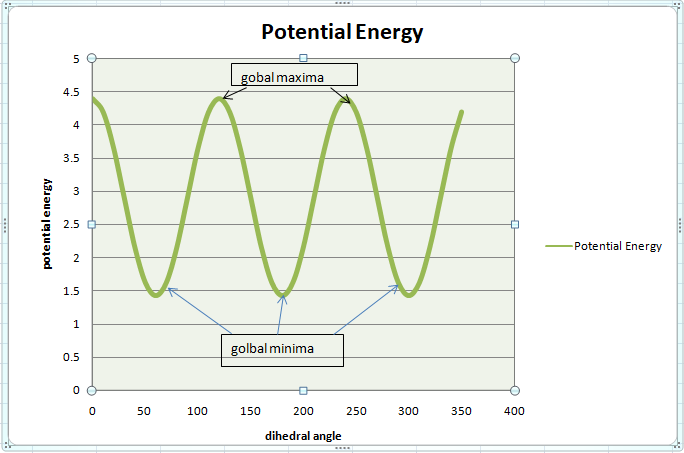 Potential Energy
5
4.5
4
3.5
3
2.5
2
1.5
1
0.5
0
potential energy
gobal maxima
golbal minima
Potential Energy
0 50 100 150 200 250 300 350 400
dihedral angle